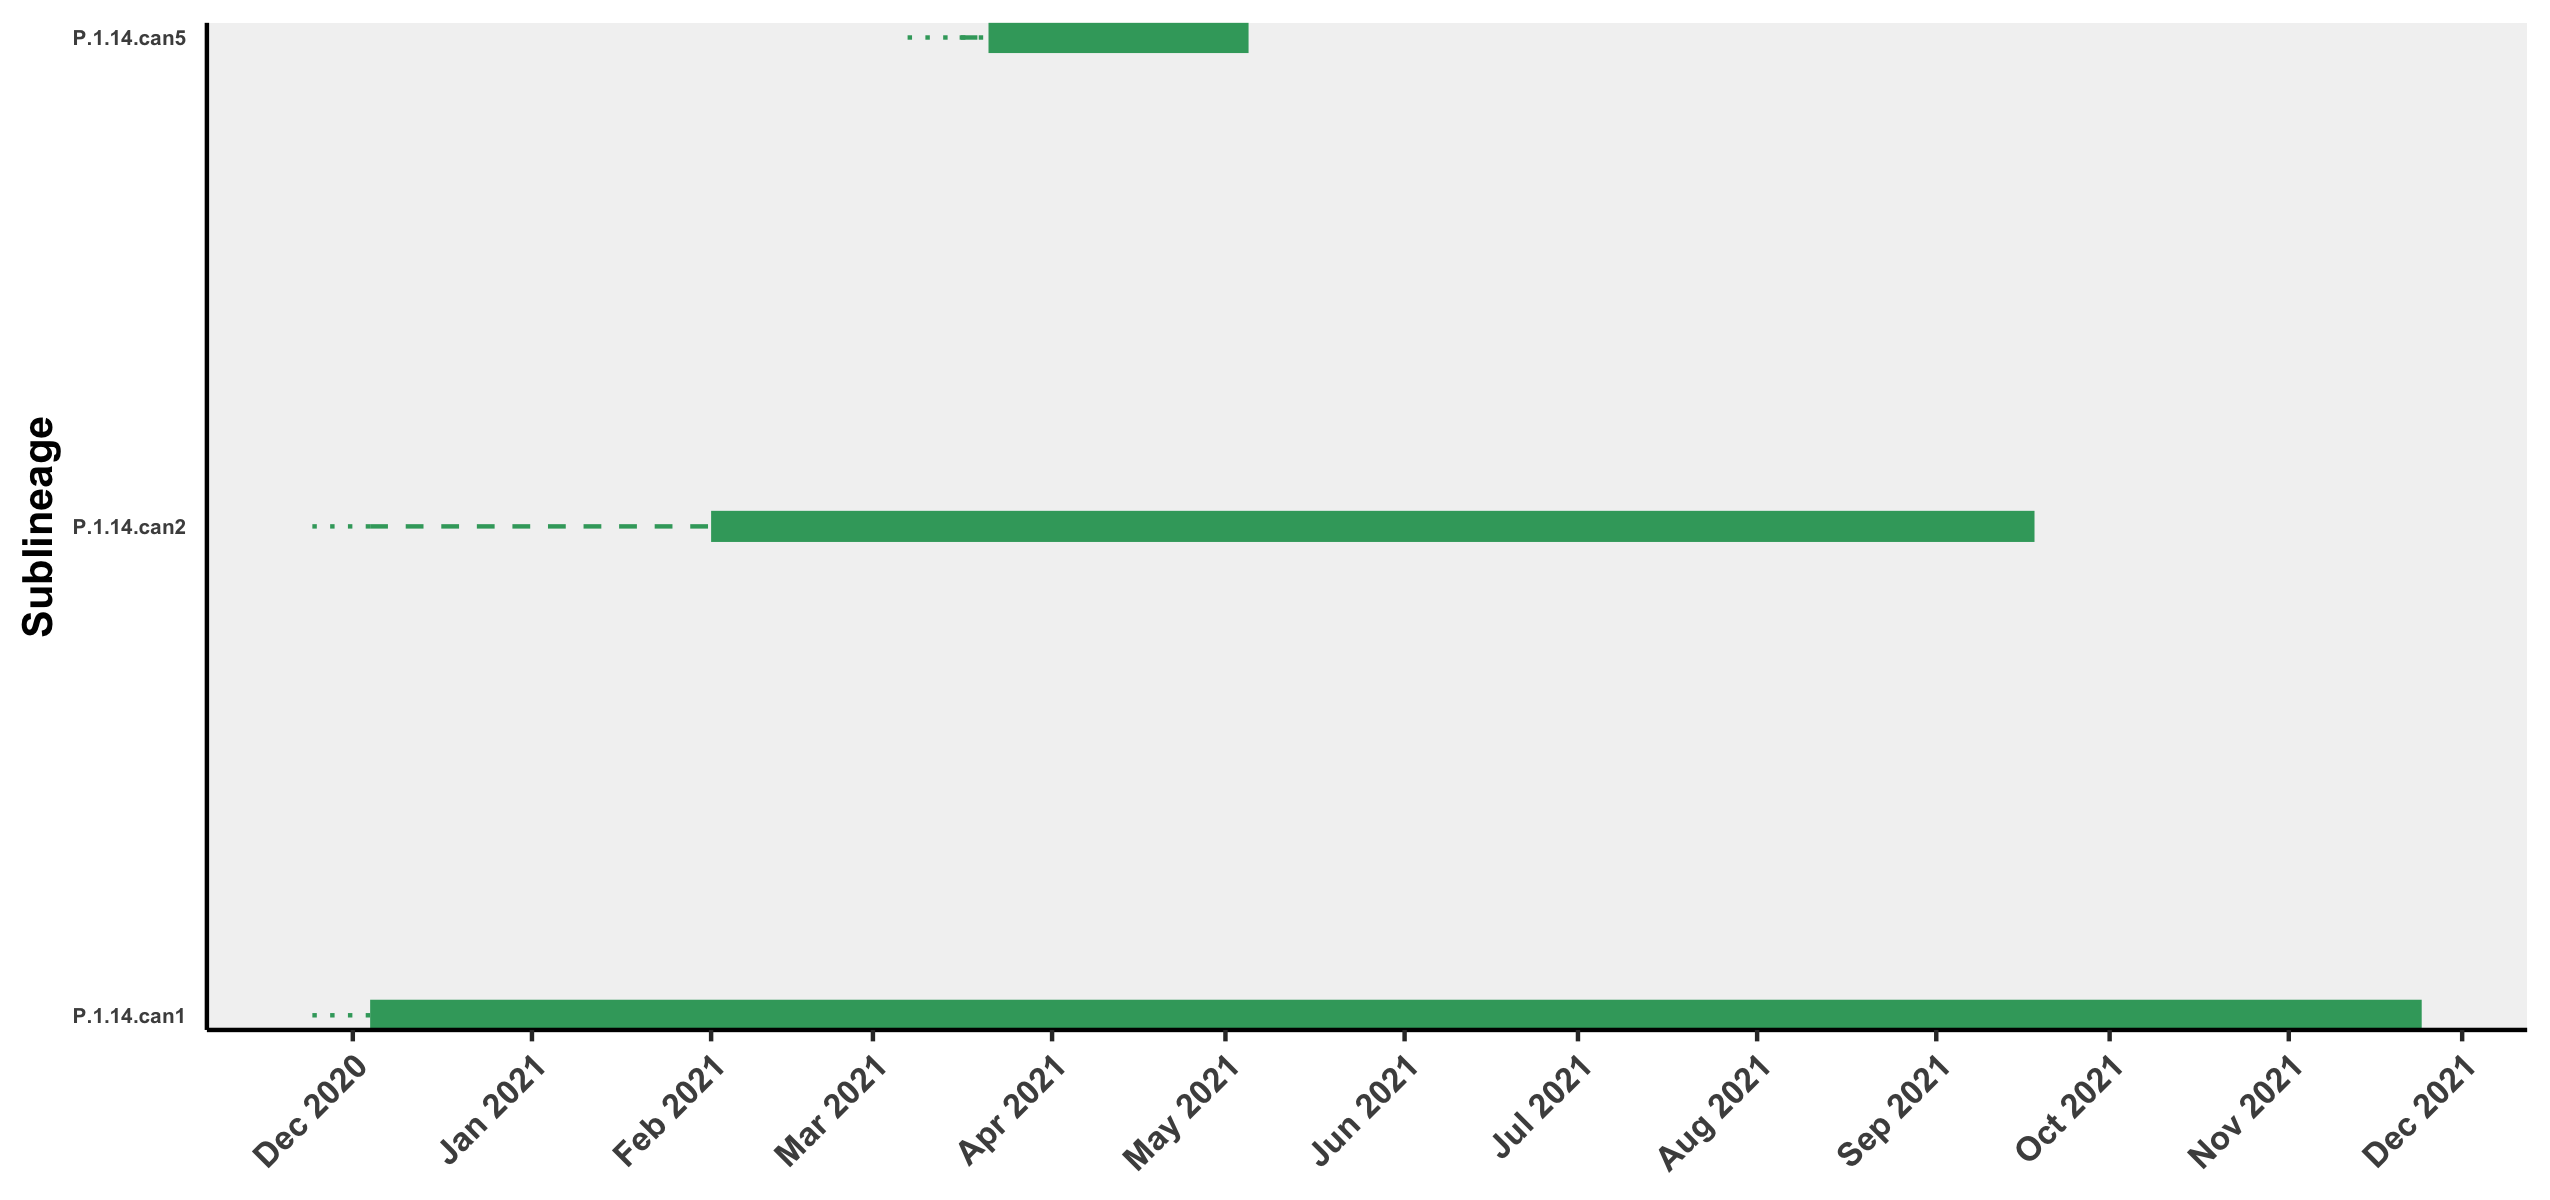 P.1.14.can5
Sublineage
P.1.14.can2
P.1.14.can1
Dec 2020
Jan 2021
Feb 2021
Mar 2021
Apr 2021
May 2021
Jun 2021
Jul 2021
Aug 2021
Sep 2021
Oct 2021
Nov 2021
Dec 2021